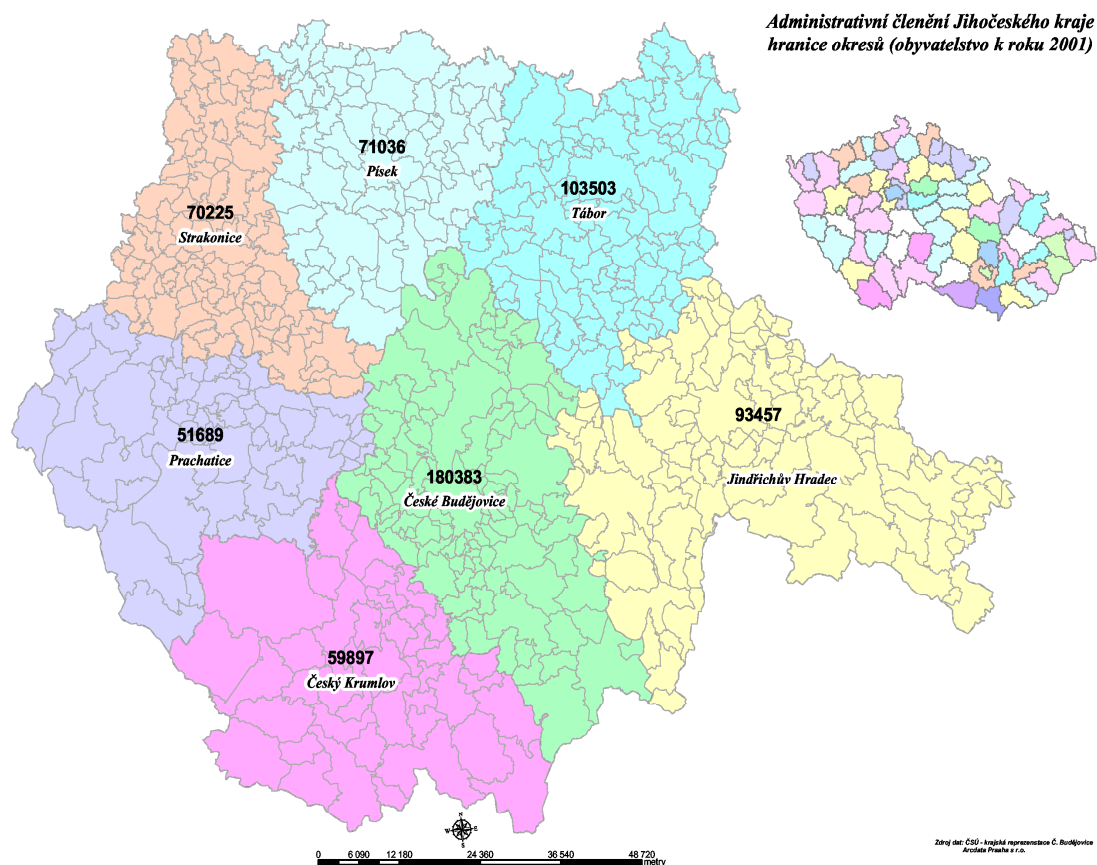 Administrativní členění Jihočeského kraje
hranice okresů (obyvatelstvo k roku 2001)
71036
Písek
103503
Tábor
70225
Strakonice
93457
Jindřichův Hradec
51689
Prachatice
180383
České Budějovice
59897
Český Krumlov
N
W E
S
0 6 090 12 180 24 360 36 540 48 720
metry
Zdroj dat: ČSÚ - krajská reprezenstace Č. Budějovice
Arcdata Praaha s r.o.